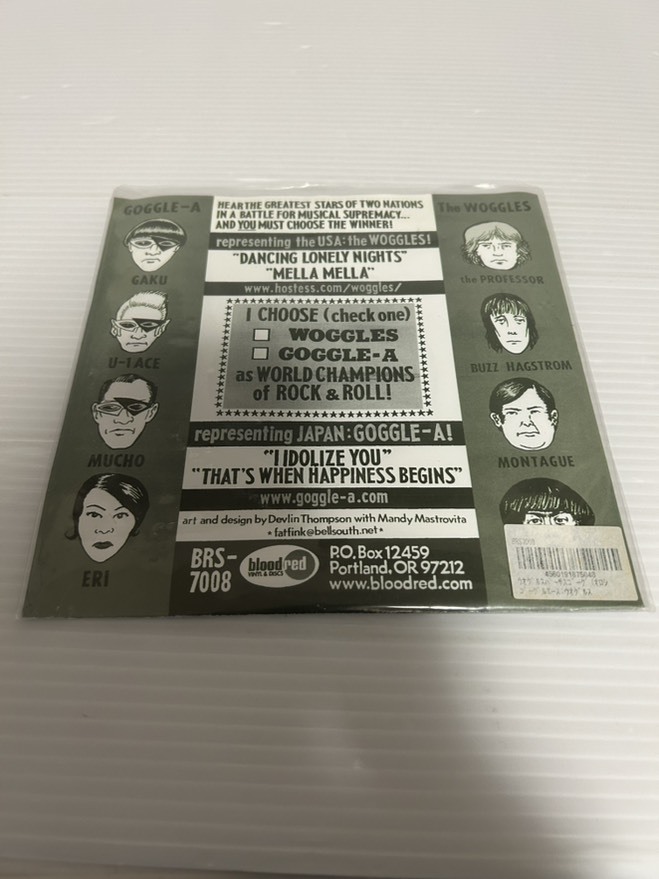 GOGGLE-A
HEAR THE GREATEST STARS OF TWO NATIONS
IN A BATTLE FOR MUSICAL SUPREMACY...
AND YOU MUST CHOOSE THE WINNER!
The WOGGLES
representing the USA: the WOGGLES!
"DANCING LONELY NIGHTS"
"MELLA MELLA"
www.hostess.com/woggles/
GAKU
the PROFESSOR
I CHOOSE (check one)
WOGGLES
GOGGLE-A
as WORLD CHAMPIONS
of ROCK & ROLL!
U-1 ACE
BUZZ HAGSTROM
representing JAPAN: GOGGLE-A!
"I IDOLIZE YOU"
"THAT'S WHEN HAPPINESS BEGINS"
www.goggle-a.com
MUCHO
MONTAGUE
art and design by Devlin Thompson with Mandy Mastrovita
* fatfink@bellsouth.net *
ERI
BRS-
7008
bloodred
VINYL & DISCS
P.O. Box 12459
Portland, OR 97212
www.bloodred.com